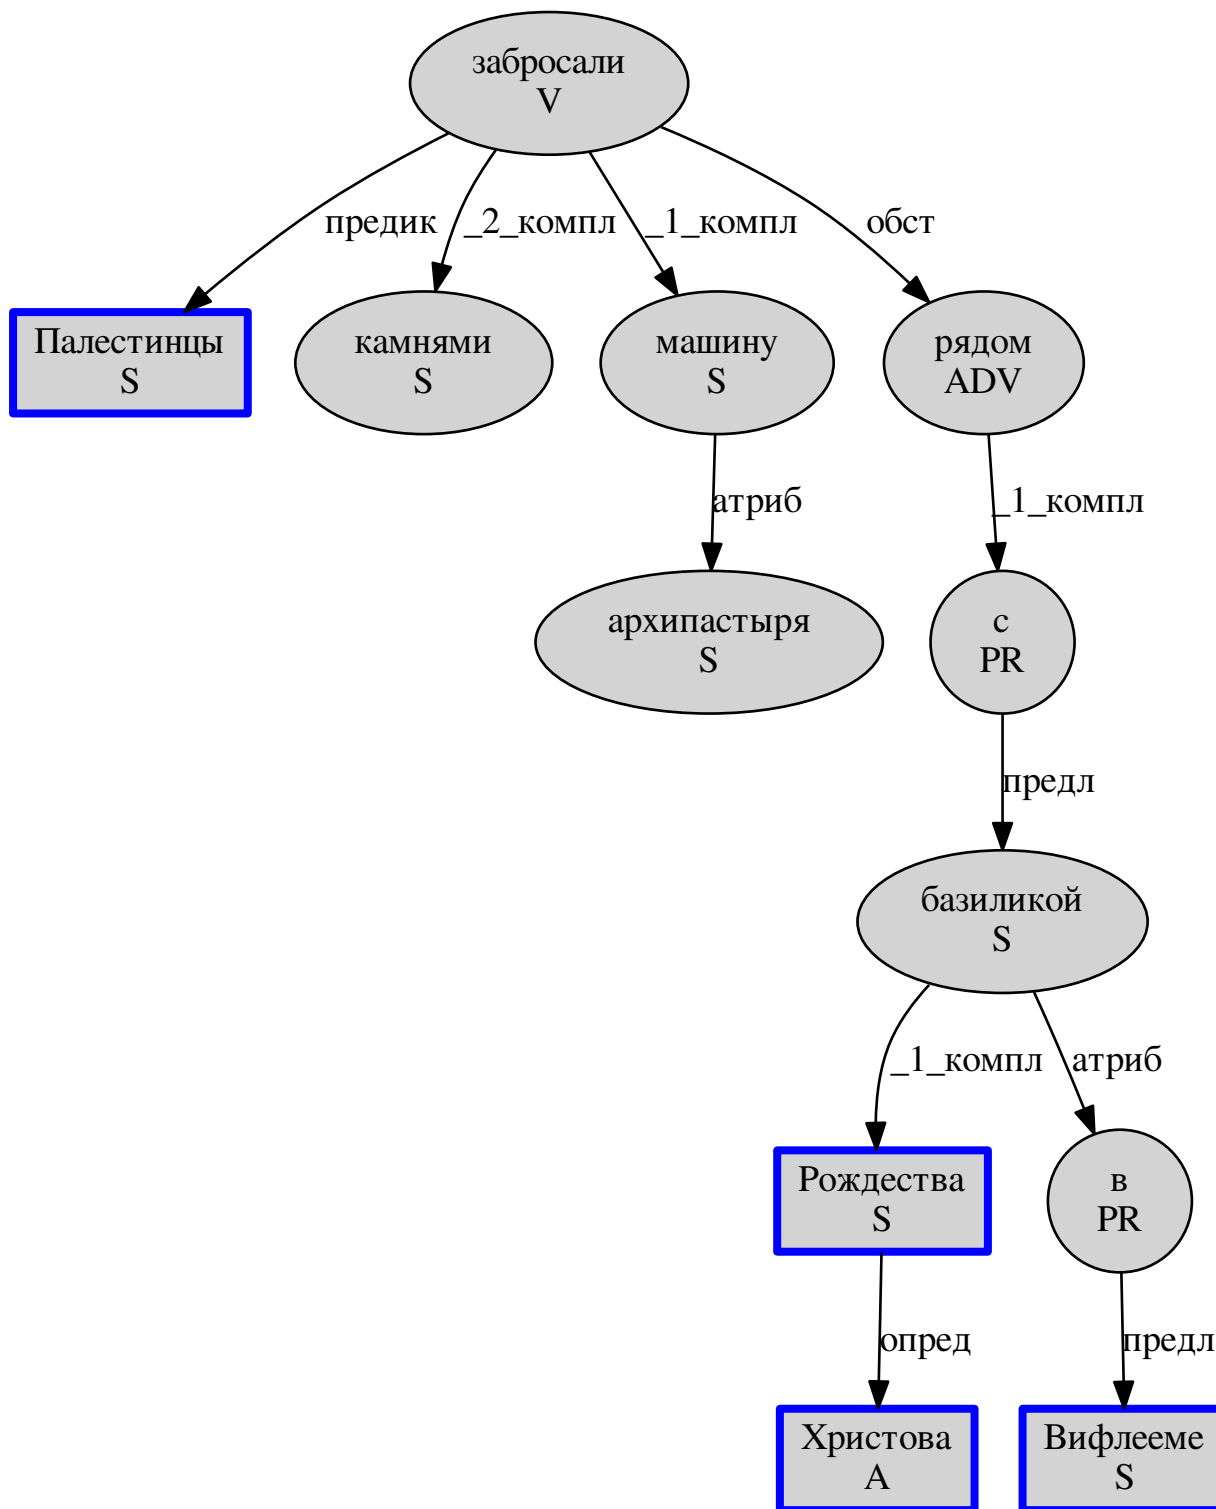 забросали
V
предик
_2_компл
_1_компл
обст
Палестинцы
S
камнями
S
машину
S
рядом
ADV
атриб
_1_компл
архипастыря
S
с
PR
предл
базиликой
S
_1_компл
атриб
Рождества
S
в
PR
опред
предл
Христова
A
Вифлееме
S